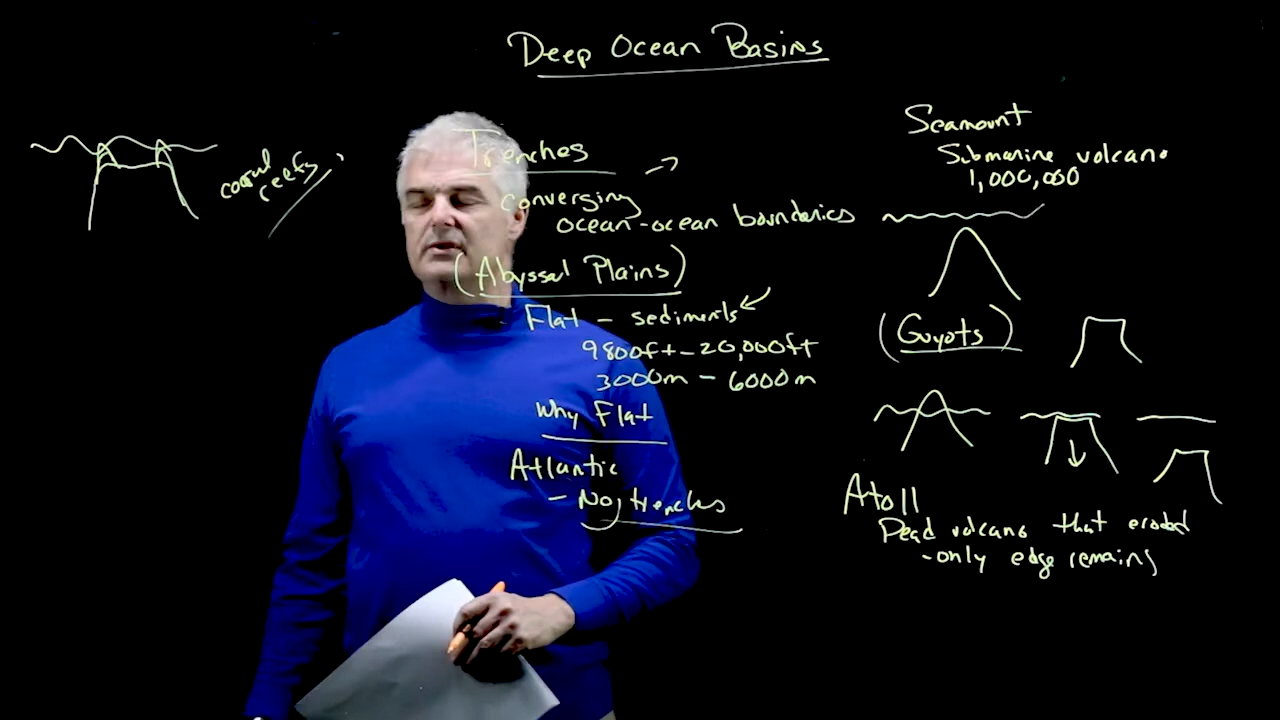 Deep Ocean Basins
coral
reefs
Trenches
converging
ocean-ocean boundaries
(Abyssal Plains)
Flat - sediments
9800ft - 20,000ft
3000m - 6000m
Why Flat
Atlantic
- No trenches
Seamount
Submarine volcano
1,000,000
(Guyots)
Atoll
Dead volcano that eroded
- only edge remaining